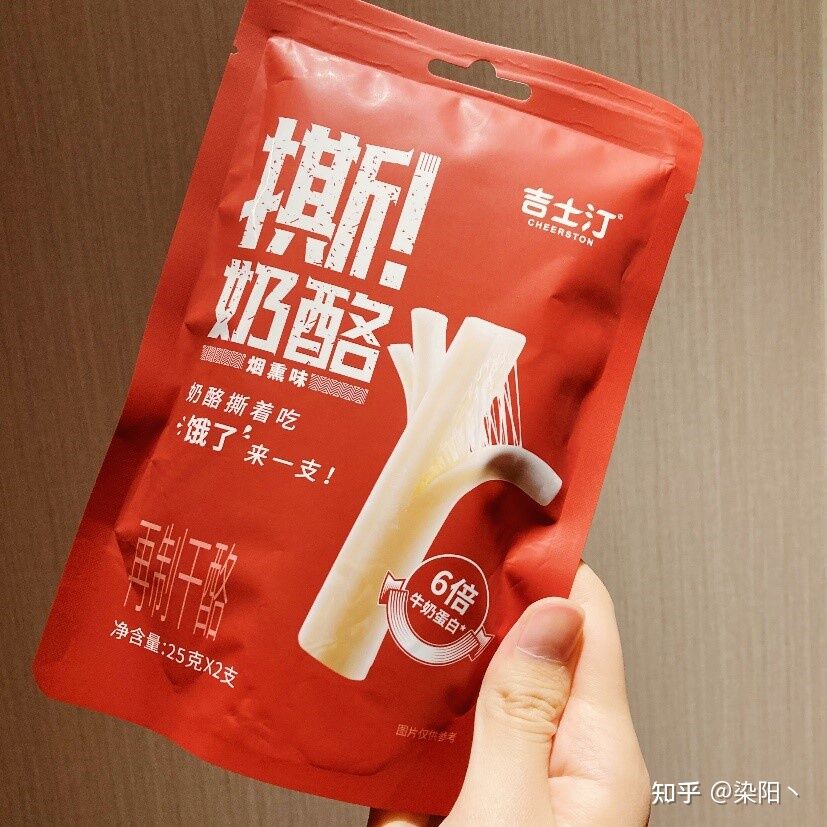 撕!
奶酪
烟熏味
奶酪撕着吃
饿了来一支!
吉士汀®
CHEERSTON
6倍
牛奶蛋白*
再制干酪
净含量:25克X2支
图片仅供参考
知乎 @染阳丶